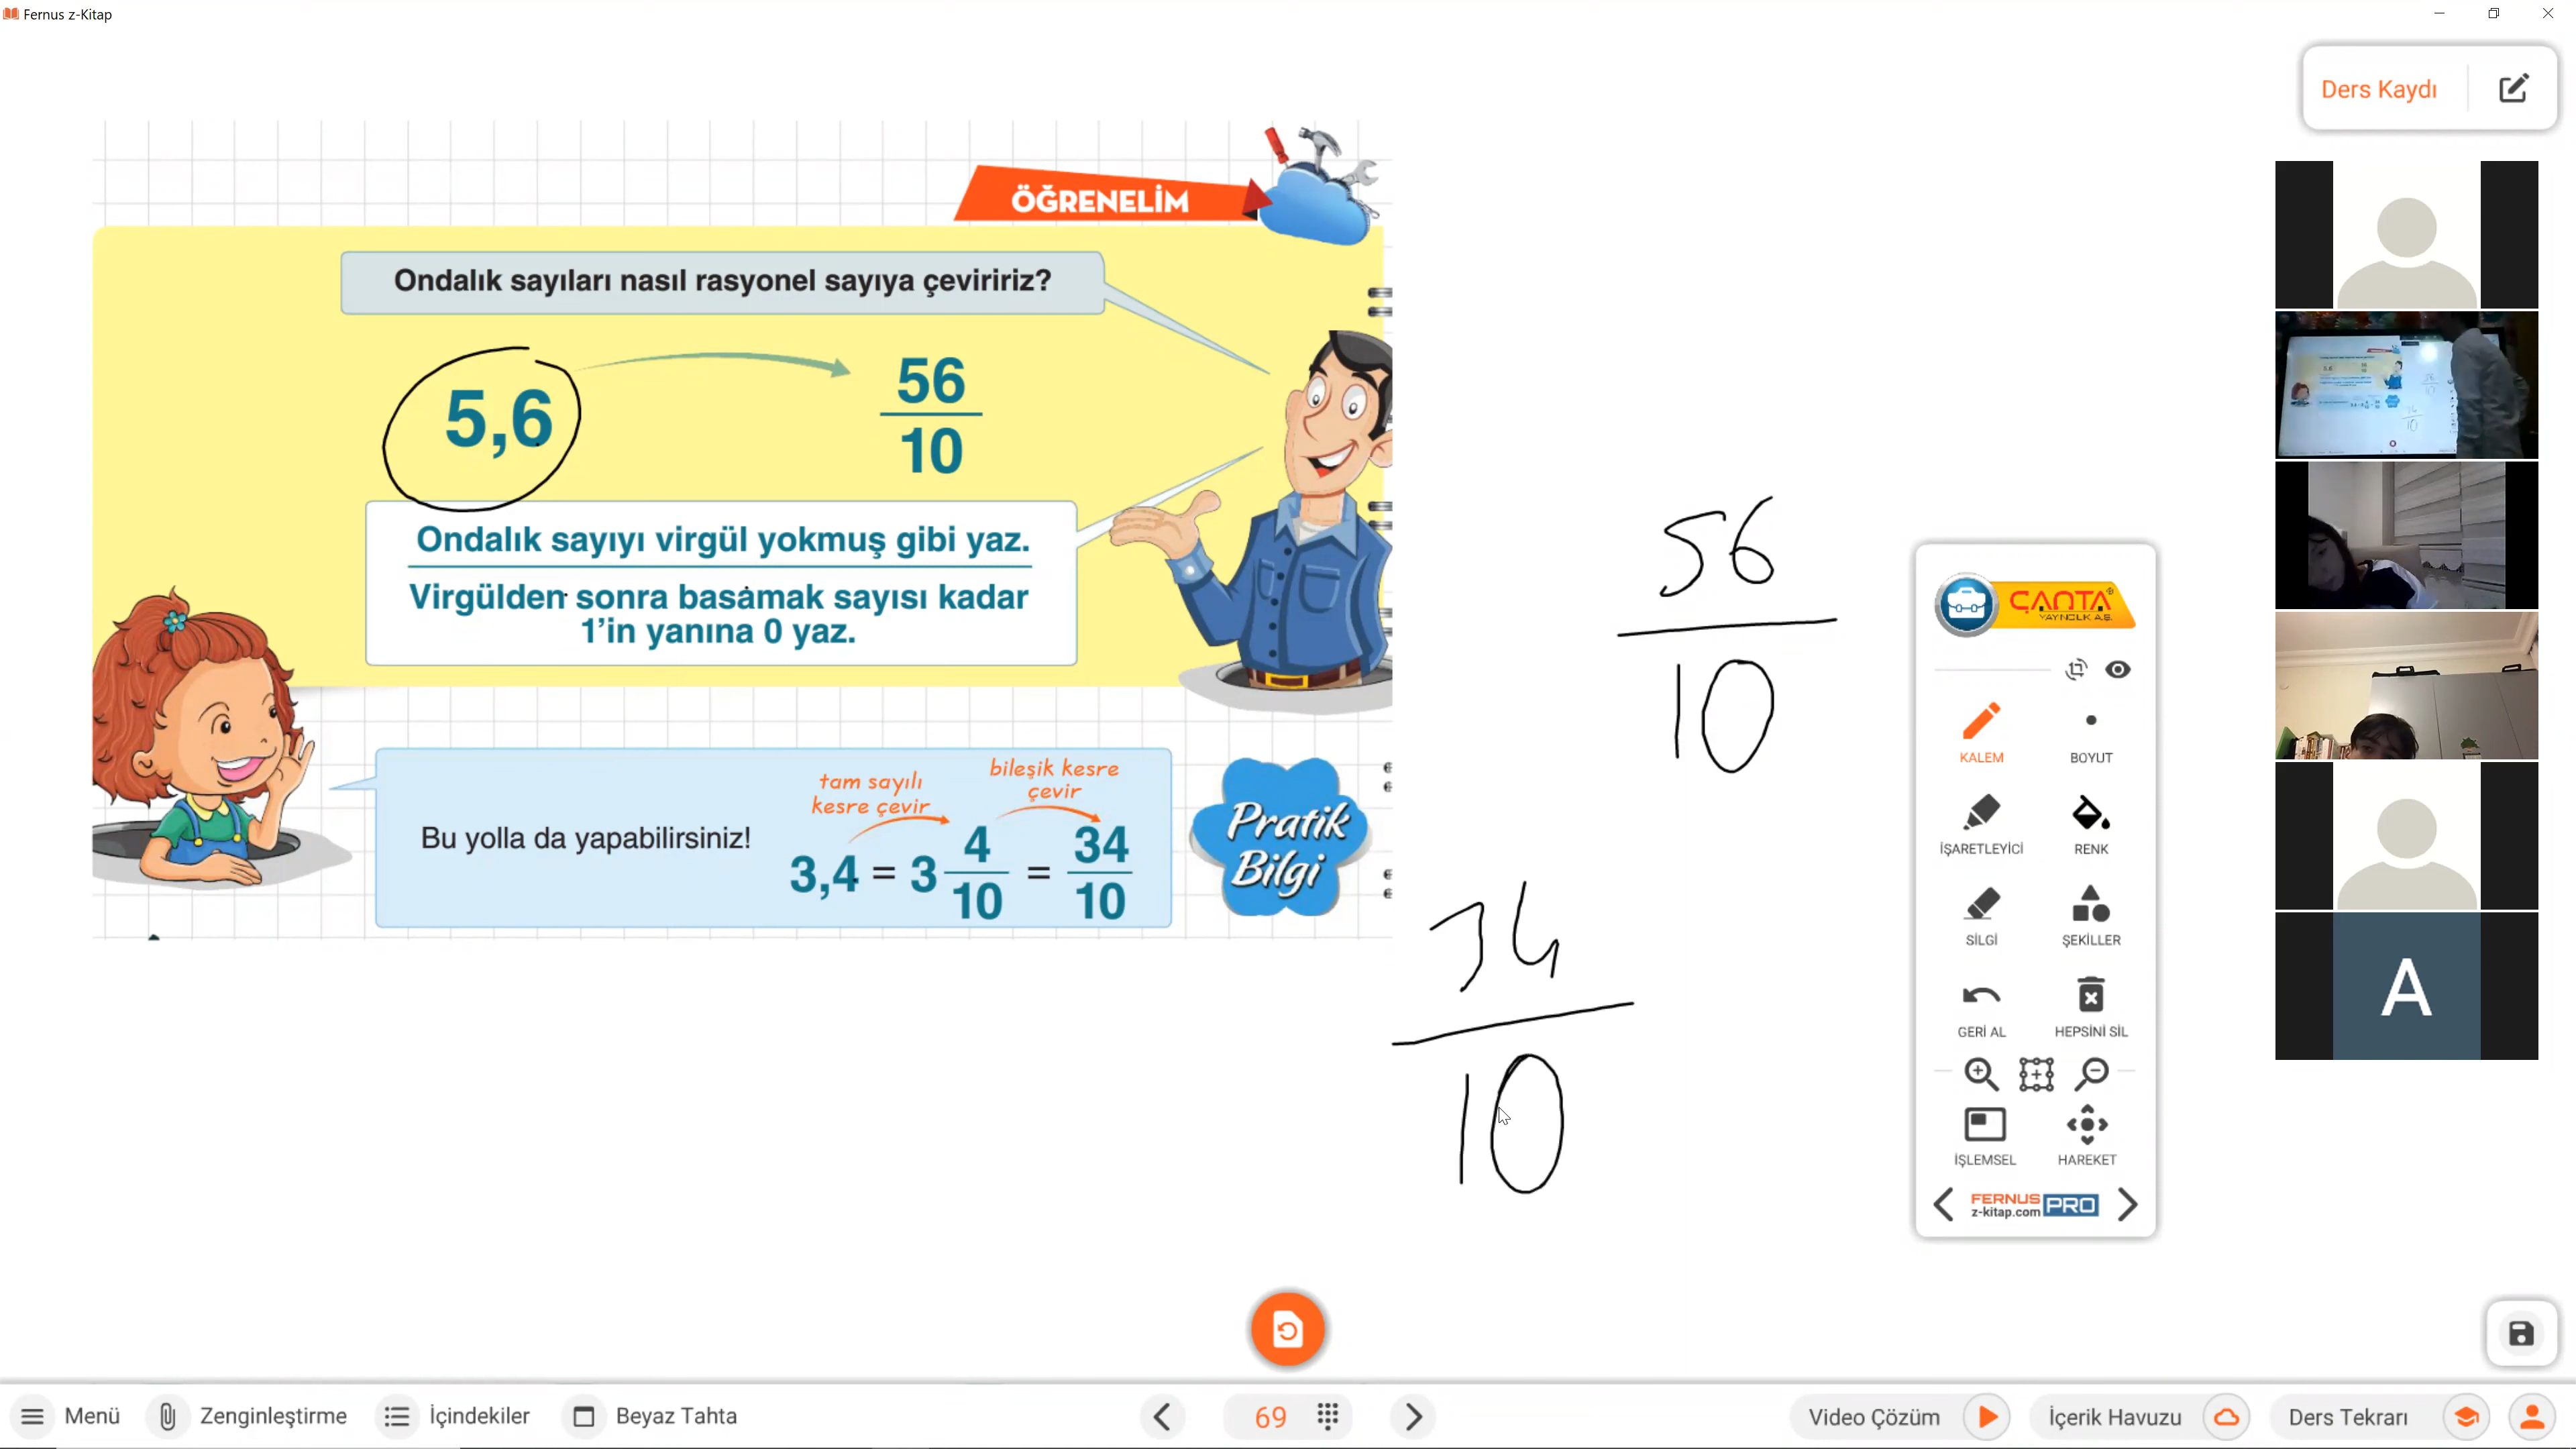 Fernus z-Kitap
Ders Kaydı
ÖĞRENELİM
Ondalık sayıları nasıl rasyonel sayıya çeviririz?
5,6
56
10
Ondalık sayıyı virgül yokmuş gibi yaz.
Virgülden sonra basamak sayısı kadar
1'in yanına 0 yaz.
tam sayılı
kesre çevir
bileşik kesre
çevir
Bu yolla da yapabilirsiniz!
3,4 = 3 4/10 = 34/10
Pratik
Bilgi
56
10
34
10
ÇANTA
YAYINCILIK A.Ş.
KALEM
BOYUT
İŞARETLEYİCİ
RENK
SİLGİ
ŞEKİLLER
GERİ AL
HEPSİNİ SİL
İŞLEMSEL
HAREKET
FERNUS
z-kitap.com
PRO
A
Menü
Zenginleştirme
İçindekiler
Beyaz Tahta
69
Video Çözüm
İçerik Havuzu
Ders Tekrarı